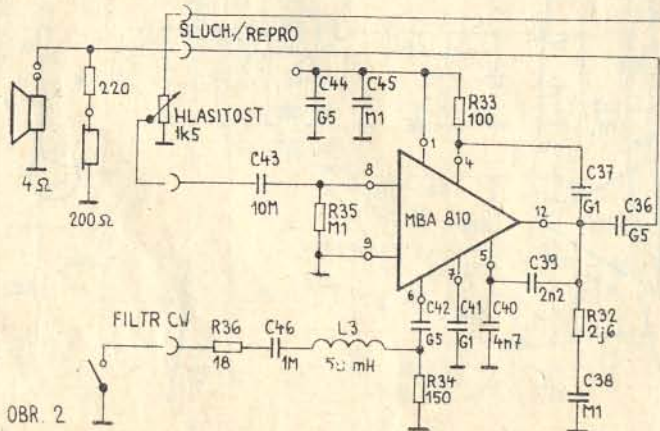 SLUCH/REPRO
220
HLASITOST
1k5
4Ω
200Ω
C43
10M
R35
M1
C44
G5
C45
M1
R33
100
1
4
8
9
MBA 810
12
C37
G1
C36
G5
5
7
6
C39
2n2
C42
G5
C41
G1
C40
4n7
R32
2j6
C38
M1
FILTR CW
R36
18
C46
1M
L3
50 mH
R34
150
OBR. 2